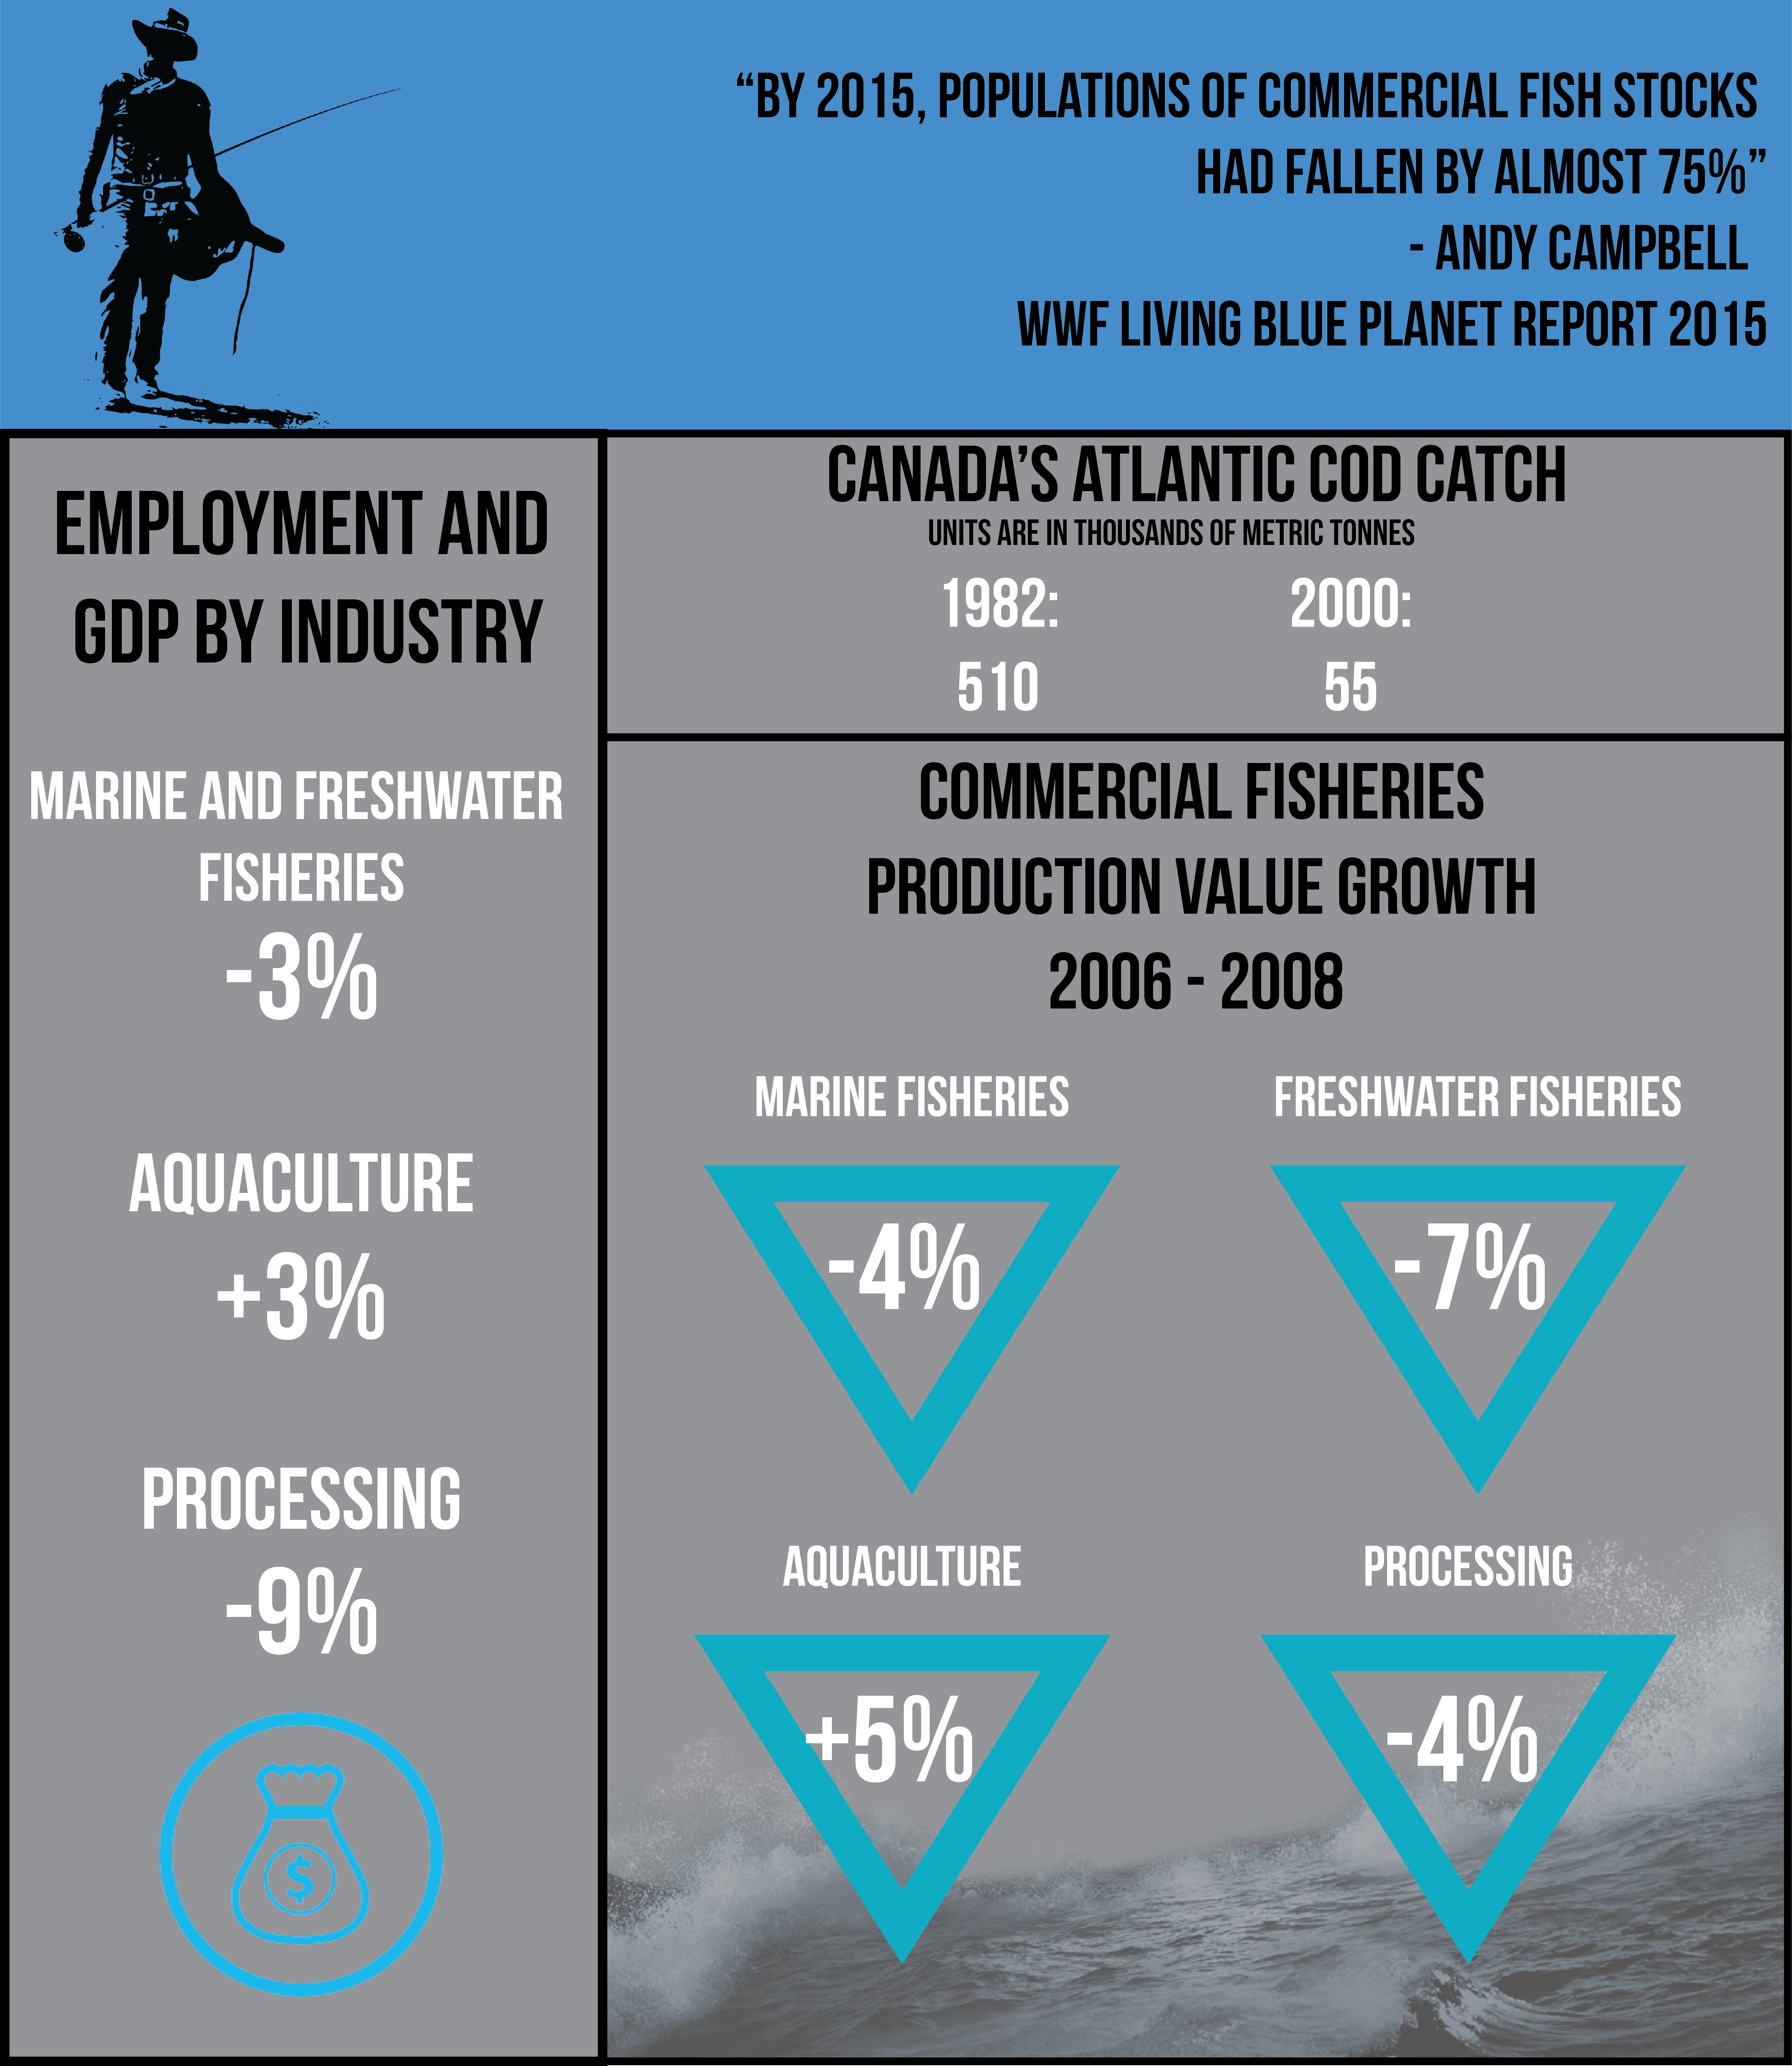 “BY 2015, POPULATIONS OF COMMERCIAL FISH STOCKS
HAD FALLEN BY ALMOST 75%”
- ANDY CAMPBELL
WWF LIVING BLUE PLANET REPORT 2015
EMPLOYMENT AND
GDP BY INDUSTRY
MARINE AND FRESHWATER
FISHERIES
-3%
AQUACULTURE
+3%
PROCESSING
-9%
$
CANADA’S ATLANTIC COD CATCH
UNITS ARE IN THOUSANDS OF METRIC TONNES
1982: 2000:
510 55
COMMERCIAL FISHERIES
PRODUCTION VALUE GROWTH
2006 - 2008
MARINE FISHERIES FRESHWATER FISHERIES
-4% -7%
AQUACULTURE PROCESSING
+5% -4%